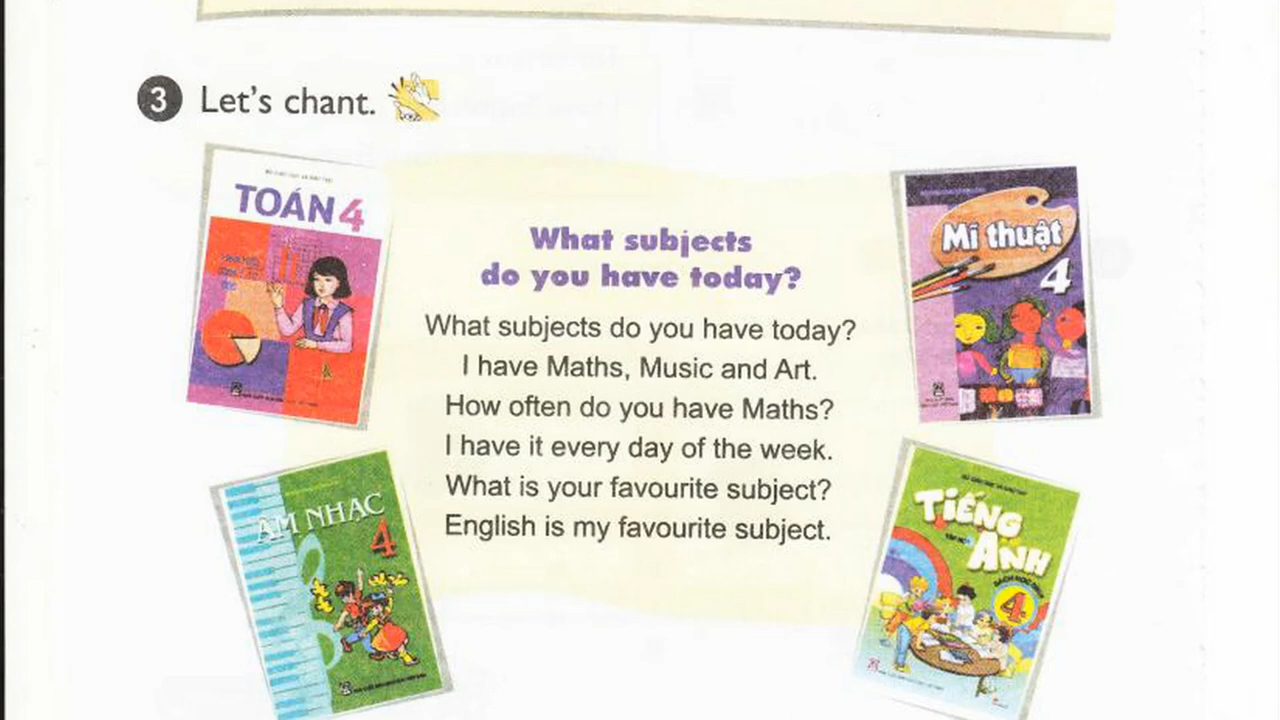 3 Let's chant.
TOÁN 4
Mĩ thuật
4
What subjects
do you have today?
What subjects do you have today?
I have Maths, Music and Art.
How often do you have Maths?
I have it every day of the week.
What is your favourite subject?
English is my favourite subject.
ÂM NHẠC
4
TIẾNG
ANH
4